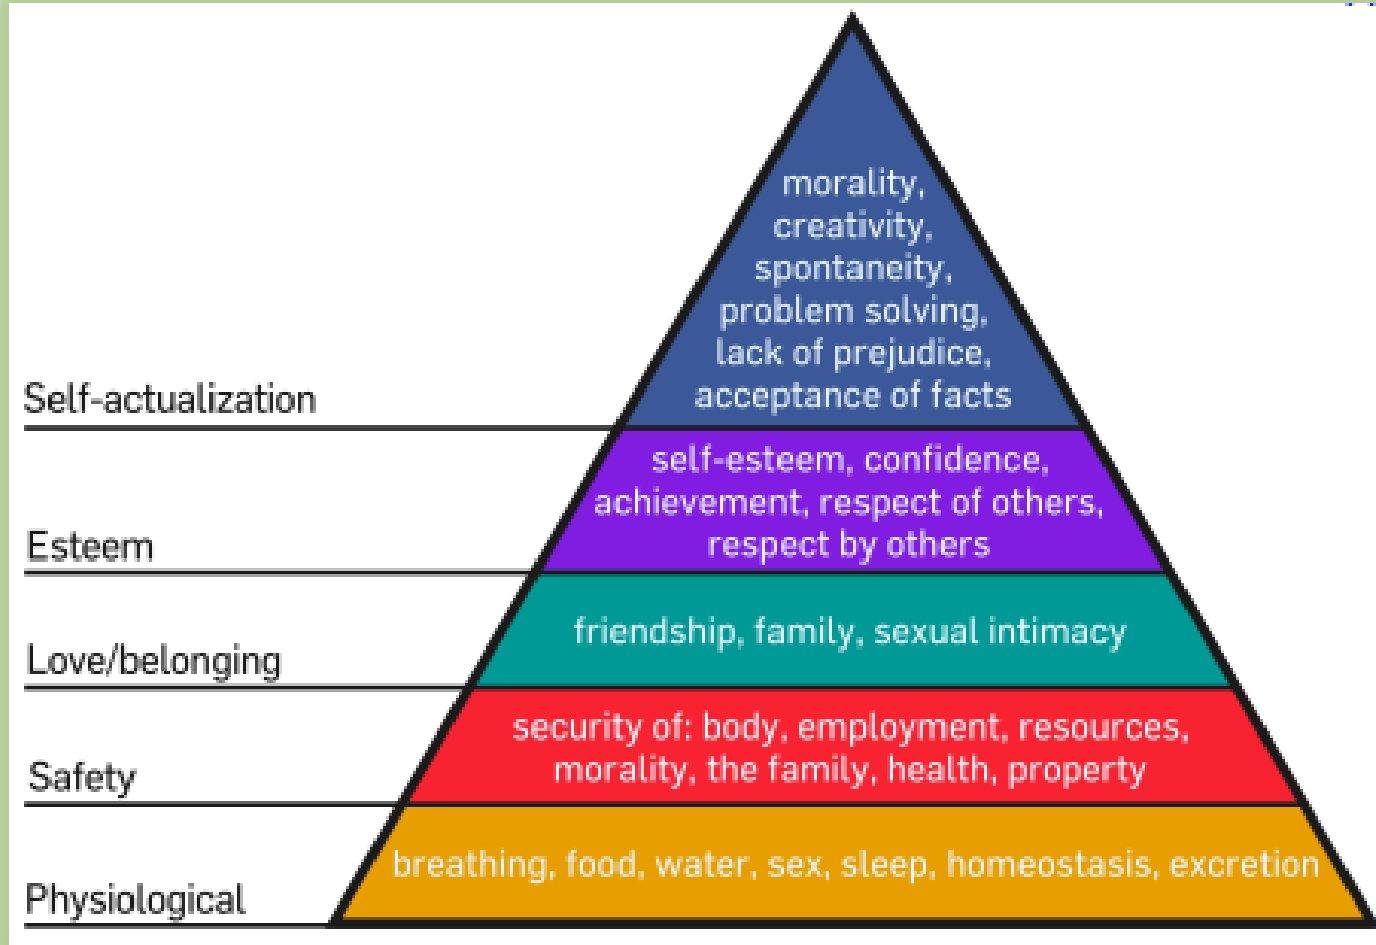 morality,
creativity,
spontaneity,
problem solving,
lack of prejudice,
acceptance of facts
Self-actualization
self-esteem, confidence,
achievement, respect of others,
respect by others
Esteem
friendship, family, sexual intimacy
Love/belonging
security of: body, employment, resources,
morality, the family, health, property
Safety
breathing, food, water, sex, sleep, homeostasis, excretion
Physiological